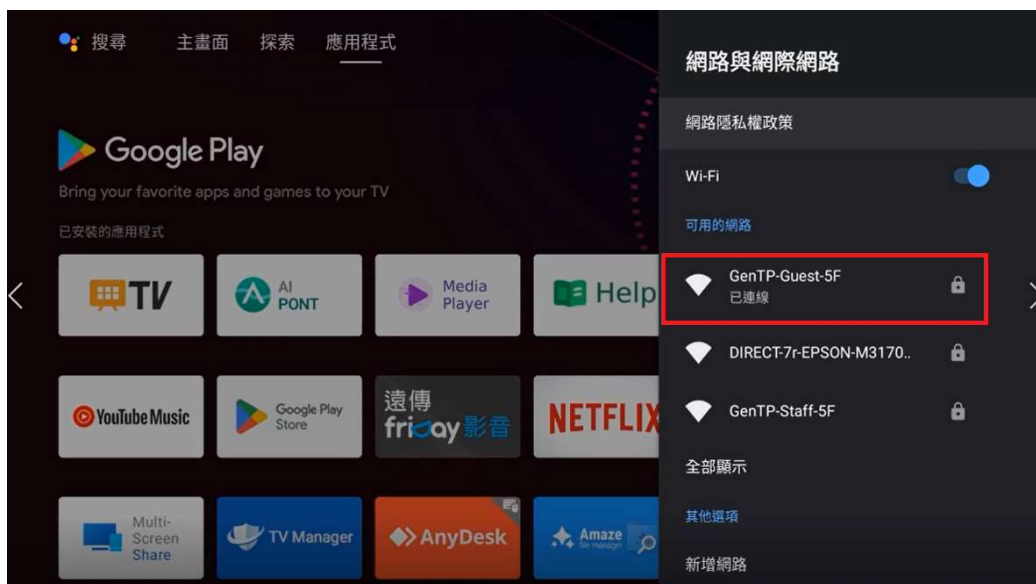 搜尋 主畫面 探索 應用程式
Google Play
Bring your favorite apps and games to your TV
已安裝的應用程式
TV
AI
PONT
Media
Player
Help
YouTube Music
Google Play
Store
遠傳
friDay影音
NETFLIX
Multi-
Screen
Share
TV Manager
AnyDesk
Amaze
file manager
網路與網際網路
網路隱私權政策
Wi-Fi
可用的網路
GenTP-Guest-5F
已連線
DIRECT-7r-EPSON-M3170..
GenTP-Staff-5F
全部顯示
其他選項
新增網路